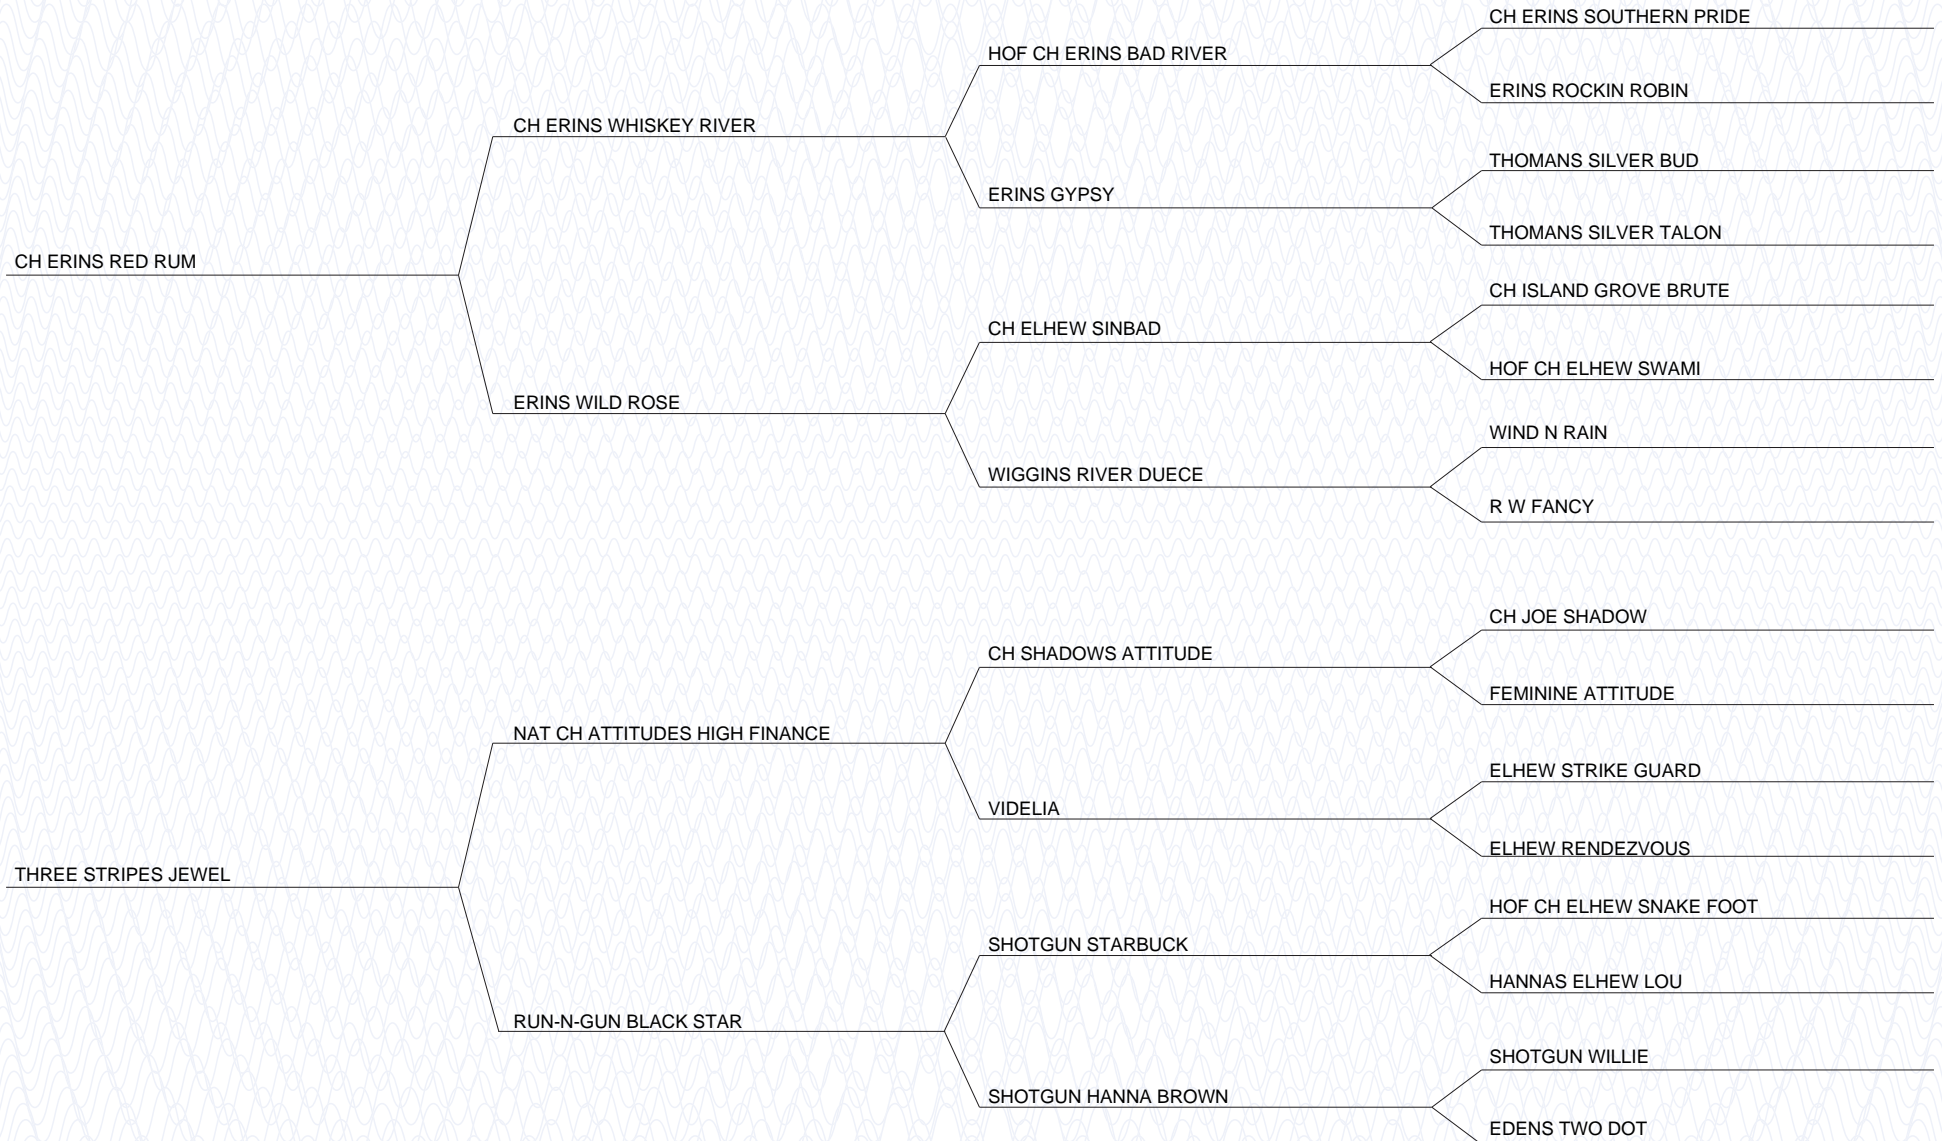 CH ERINS SOUTHERN PRIDE
HOF CH ERINS BAD RIVER
ERINS ROCKIN ROBIN
CH ERINS WHISKEY RIVER
THOMANS SILVER BUD
ERINS GYPSY
THOMANS SILVER TALON
CH ERINS RED RUM
CH ISLAND GROVE BRUTE
CH ELHEW SINBAD
HOF CH ELHEW SWAMI
ERINS WILD ROSE
WIND N RAIN
WIGGINS RIVER DUECE
R W FANCY
CH JOE SHADOW
CH SHADOWS ATTITUDE
FEMININE ATTITUDE
NAT CH ATTITUDES HIGH FINANCE
ELHEW STRIKE GUARD
VIDELIA
ELHEW RENDEZVOUS
THREE STRIPES JEWEL
HOF CH ELHEW SNAKE FOOT
SHOTGUN STARBUCK
HANNAS ELHEW LOU
RUN-N-GUN BLACK STAR
SHOTGUN WILLIE
SHOTGUN HANNA BROWN
EDENS TWO DOT